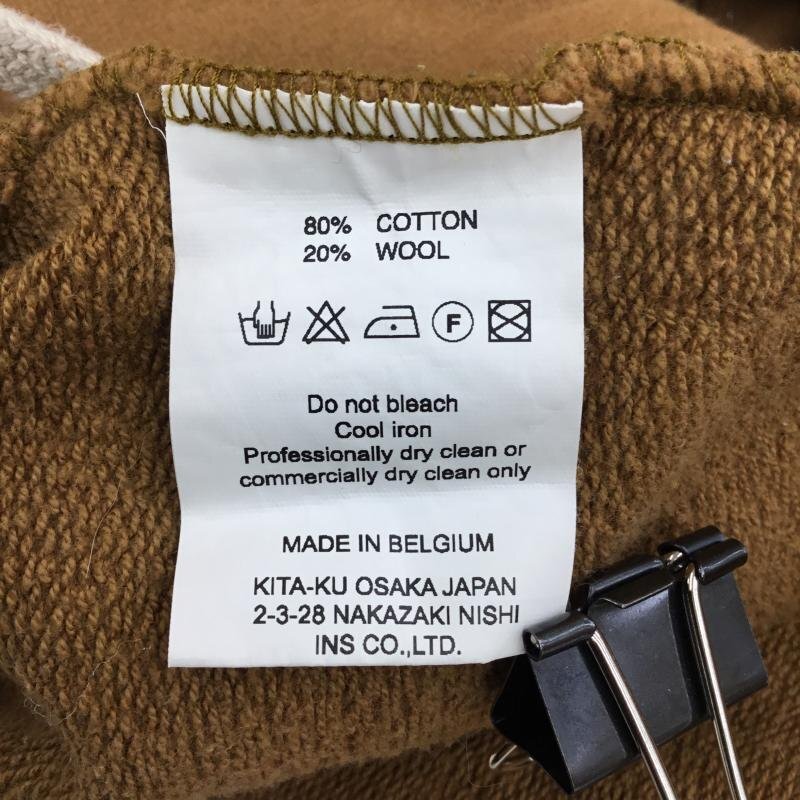 80% COTTON
20% WOOL
F
Do not bleach
Cool iron
Professionally dry clean or
commercially dry clean only
MADE IN BELGIUM
KITA-KU OSAKA JAPAN
2-3-28 NAKAZAKI NISHI
INS CO.,LTD.